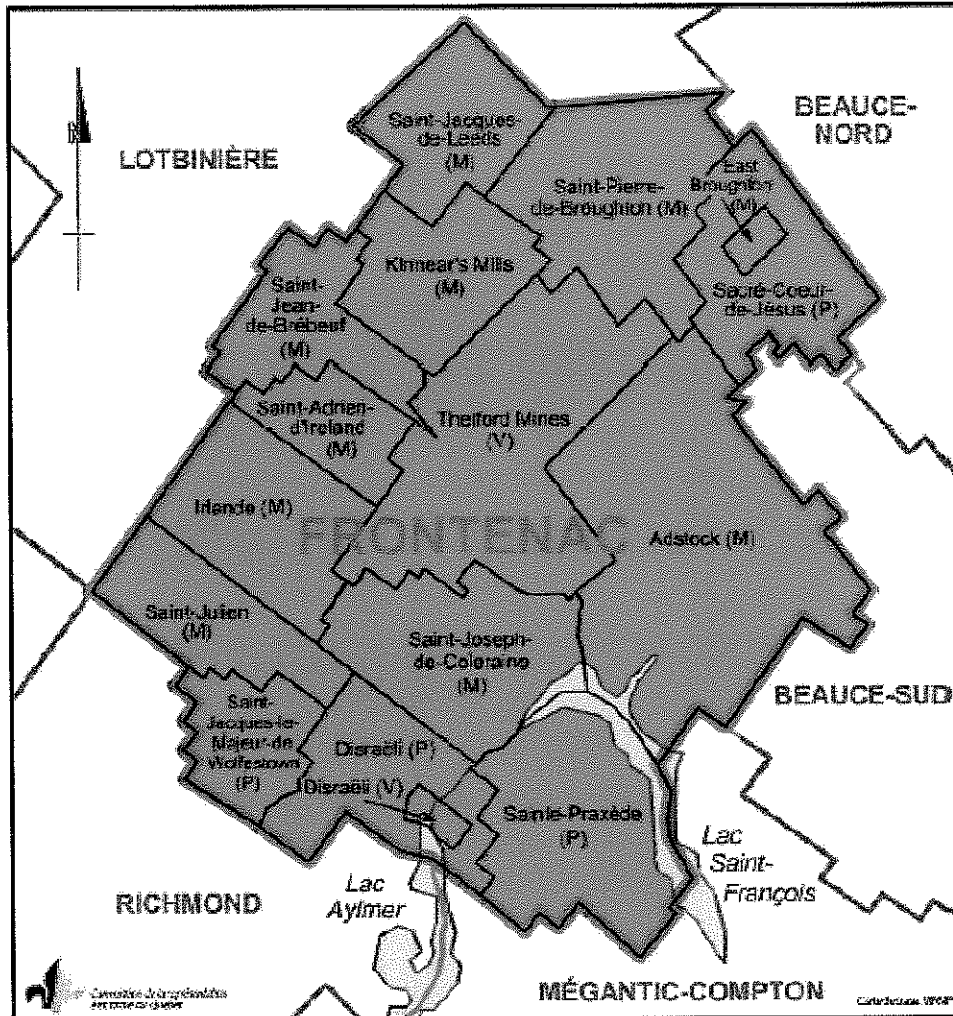 BEAUCE-
NORD
LOTBINIÈRE
N
Saint-Jacques-
de-Leeds
(M)
Saint-Pierre-
de-Broughton (M)
East
Broughton
(M)
Kinnear's Mills
(M)
Sacré-Coeur-
de-Jésus (P)
Saint-
Jean-
de-Brébeuf
(M)
Saint-Adrien-
d'Irlande
(M)
Thetford Mines
(V)
Irlande (M)
FRONTENAC
Adstock (M)
Saint-Julien
(M)
Saint-Joseph-
de-Coleraine
(M)
BEAUCE-SUD
Saint-
Jacques-le-
Majeur-de-
Wolfestown
(P)
Disraëli (P)
Disraëli (V)
Sainte-Praxède
(P)
Lac
Saint-
François
Lac
Aylmer
RICHMOND
MÉGANTIC-COMPTON